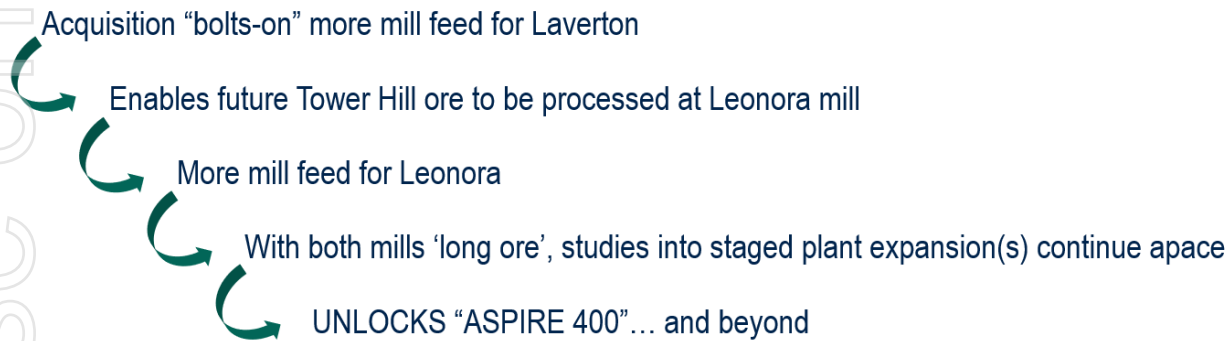 Acquisition “bolts-on” more mill feed for Laverton
Enables future Tower Hill ore to be processed at Leonora mill
More mill feed for Leonora
With both mills ‘long ore’, studies into staged plant expansion(s) continue apace
UNLOCKS “ASPIRE 400”… and beyond